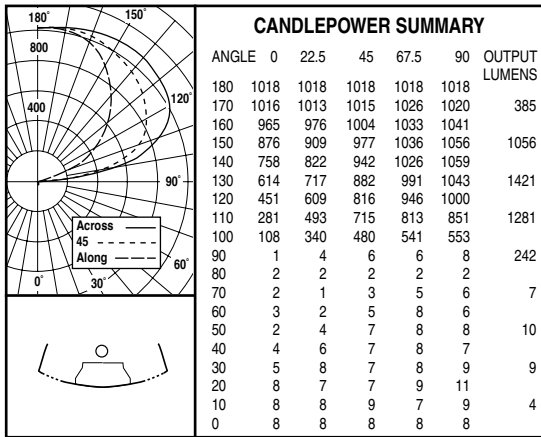 180° 150°
800
400
120°
90°
Across
45
Along
60°
0° 30°
CANDLEPOWER SUMMARY
ANGLE 0 22.5 45 67.5 90 OUTPUT
LUMENS
180 1018 1018 1018 1018 1018
170 1016 1013 1015 1026 1020 385
160 965 976 1004 1033 1041
150 876 909 977 1036 1056 1056
140 758 822 942 1026 1059
130 614 717 882 991 1043 1421
120 451 609 816 946 1000
110 281 493 715 813 851 1281
100 108 340 480 541 553
90 1 4 6 6 8 242
80 2 2 2 2 2
70 2 1 3 5 6 7
60 3 2 5 8 6
50 2 4 7 8 8 10
40 4 6 7 8 7
30 5 8 7 8 9 9
20 8 7 7 9 11
10 8 8 9 7 9 4
0 8 8 8 8 8